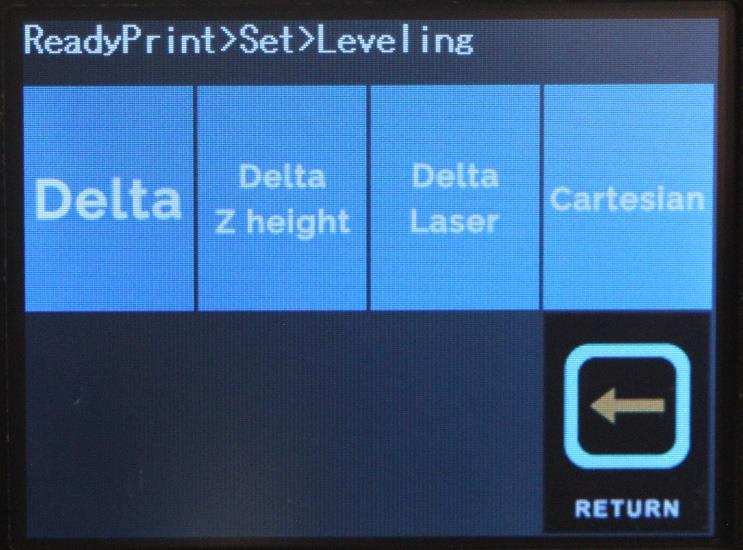 ReadyPrint>Set>Leveling
Delta
Delta
Z height
Delta
Laser
Cartesian
RETURN